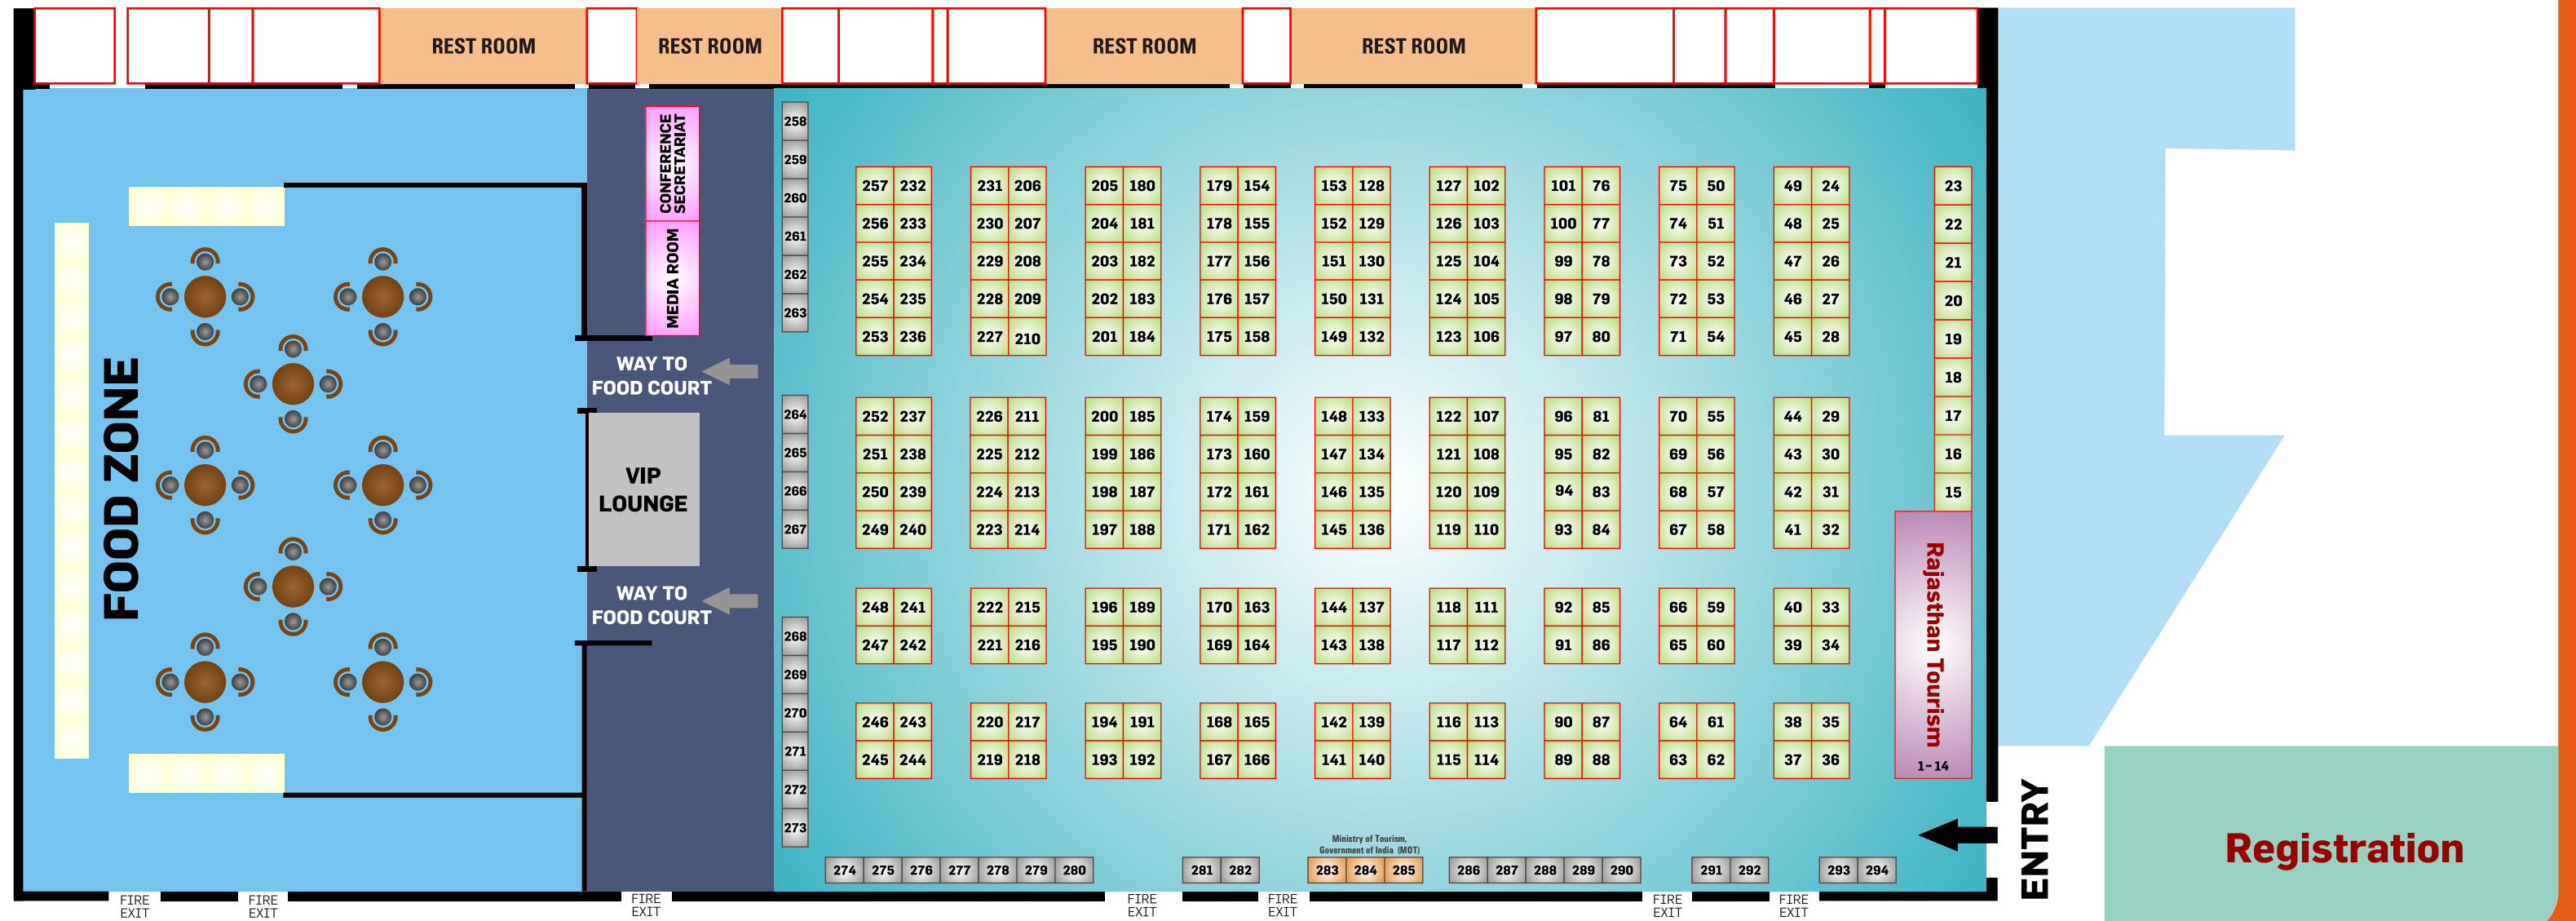 REST ROOM
REST ROOM
REST ROOM
REST ROOM
CONFERENCE
SECRETARIAT
MEDIA ROOM
FOOD ZONE
WAY TO
FOOD COURT
VIP
LOUNGE
WAY TO
FOOD COURT
258
259
260
261
262
263
264
265
266
267
268
269
270
271
272
273
257 232 231 206 205 180 179 154 153 128 127 102 101 76 75 50 49 24
256 233 230 207 204 181 178 155 152 129 126 103 100 77 74 51 48 25
255 234 229 208 203 182 177 156 151 130 125 104 99 78 73 52 47 26
254 235 228 209 202 183 176 157 150 131 124 105 98 79 72 53 46 27
253 236 227 210 201 184 175 158 149 132 123 106 97 80 71 54 45 28
252 237 226 211 200 185 174 159 148 133 122 107 96 81 70 55 44 29
251 238 225 212 199 186 173 160 147 134 121 108 95 82 69 56 43 30
250 239 224 213 198 187 172 161 146 135 120 109 94 83 68 57 42 31
249 240 223 214 197 188 171 162 145 136 119 110 93 84 67 58 41 32
248 241 222 215 196 189 170 163 144 137 118 111 92 85 66 59 40 33
247 242 221 216 195 190 169 164 143 138 117 112 91 86 65 60 39 34
246 243 220 217 194 191 168 165 142 139 116 113 90 87 64 61 38 35
245 244 219 218 193 192 167 166 141 140 115 114 89 88 63 62 37 36
23
22
21
20
19
18
17
16
15
Rajasthan Tourism
1-14
Ministry of Tourism,
Government of India (MOT)
274 275 276 277 278 279 280 281 282 283 284 285 286 287 288 289 290 291 292 293 294
ENTRY
Registration
FIRE
EXIT
FIRE
EXIT
FIRE
EXIT
FIRE
EXIT
FIRE
EXIT
FIRE
EXIT
FIRE
EXIT